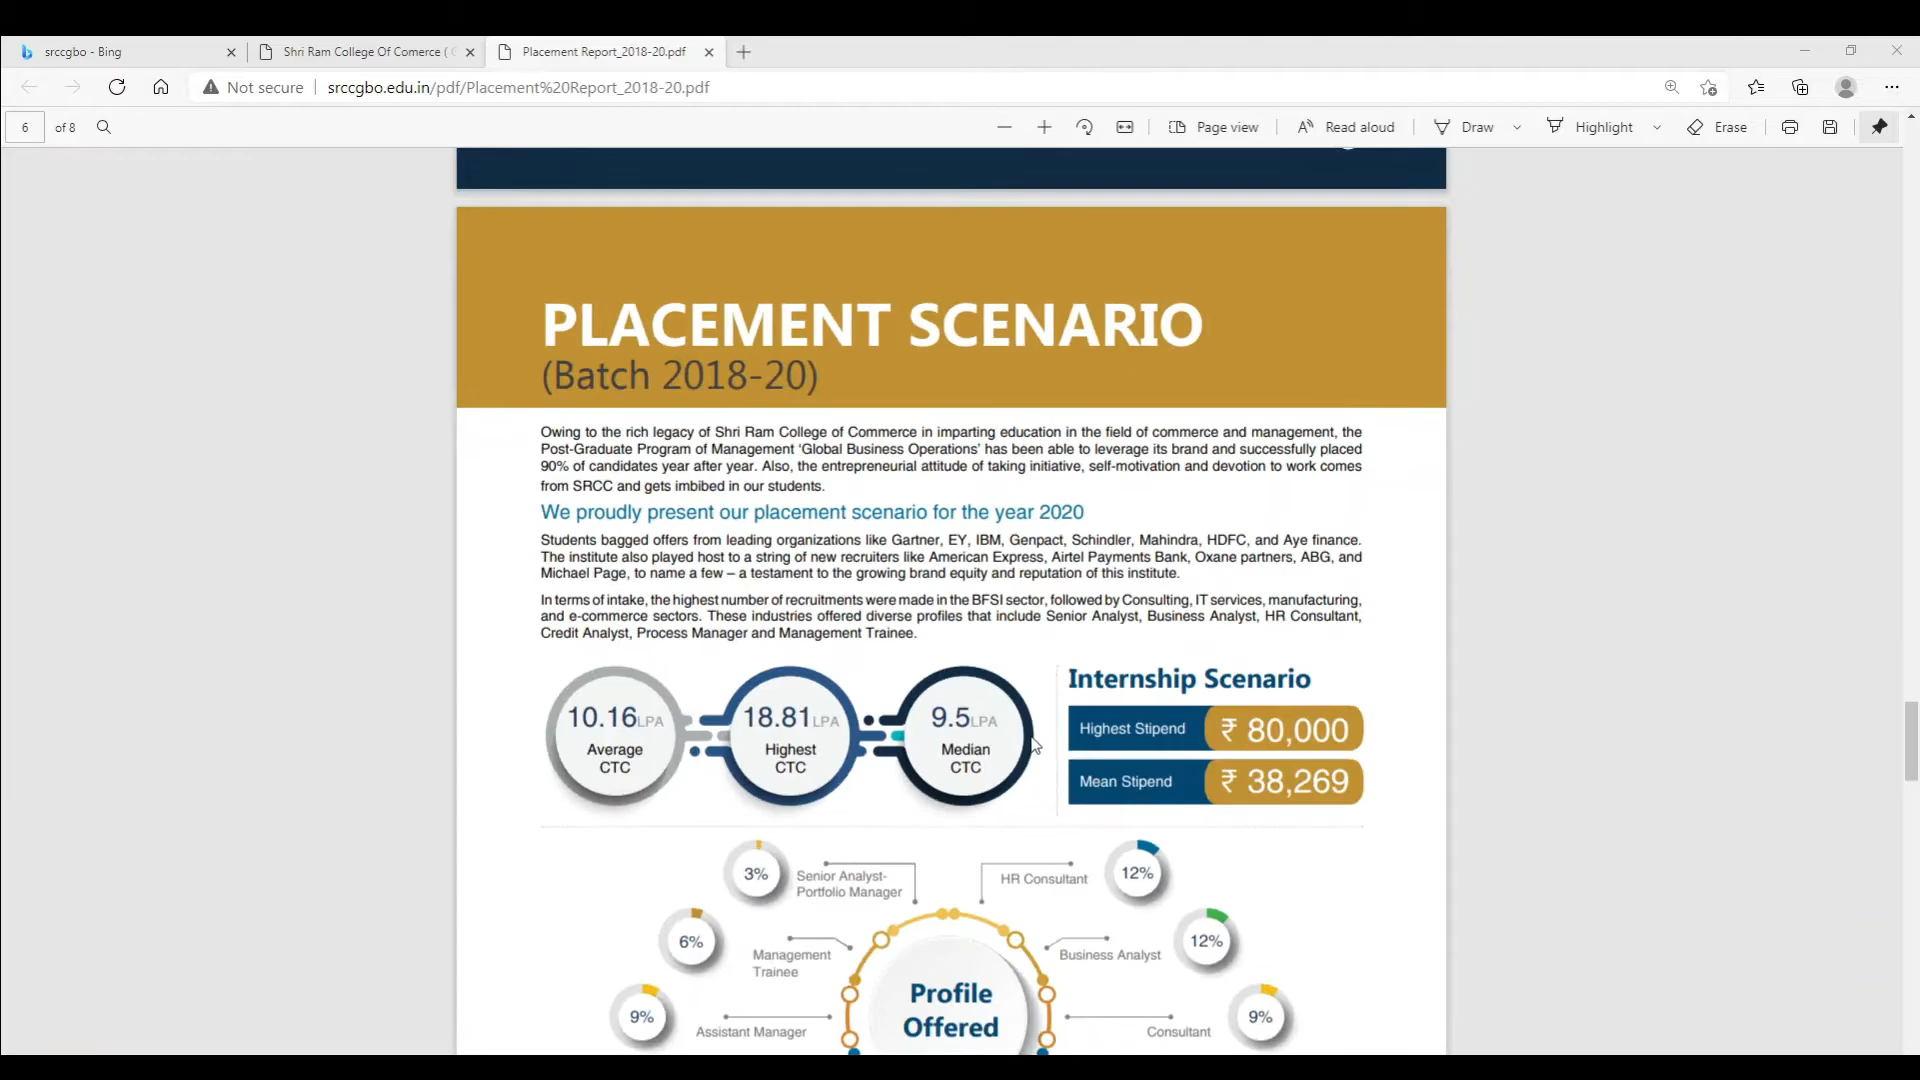 srccgbo - Bing
Shri Ram College Of Comerce (
Placement Report_2018-20.pdf
Not secure
srccgbo.edu.in/pdf/Placement%20Report_2018-20.pdf
6 of 8
Page view
Read aloud
Draw
Highlight
Erase
PLACEMENT SCENARIO
(Batch 2018-20)
Owing to the rich legacy of Shri Ram College of Commerce in imparting education in the field of commerce and management, the
Post-Graduate Program of Management ‘Global Business Operations’ has been able to leverage its brand and successfully placed
90% of candidates year after year. Also, the entrepreneurial attitude of taking initiative, self-motivation and devotion to work comes
from SRCC and gets imbibed in our students.
We proudly present our placement scenario for the year 2020
Students bagged offers from leading organizations like Gartner, EY, IBM, Genpact, Schindler, Mahindra, HDFC, and Aye finance.
The institute also played host to a string of new recruiters like American Express, Airtel Payments Bank, Oxane partners, ABG, and
Michael Page, to name a few – a testament to the growing brand equity and reputation of this institute.
In terms of intake, the highest number of recruitments were made in the BFSI sector, followed by Consulting, IT services, manufacturing,
and e-commerce sectors. These industries offered diverse profiles that include Senior Analyst, Business Analyst, HR Consultant,
Credit Analyst, Process Manager and Management Trainee.
10.16LPA
Average
CTC
18.81LPA
Highest
CTC
9.5LPA
Median
CTC
Internship Scenario
Highest Stipend
₹ 80,000
Mean Stipend
₹ 38,269
3%
Senior Analyst-
Portfolio Manager
HR Consultant
12%
6%
Management
Trainee
Business Analyst
12%
9%
Assistant Manager
Profile
Offered
Consultant
9%